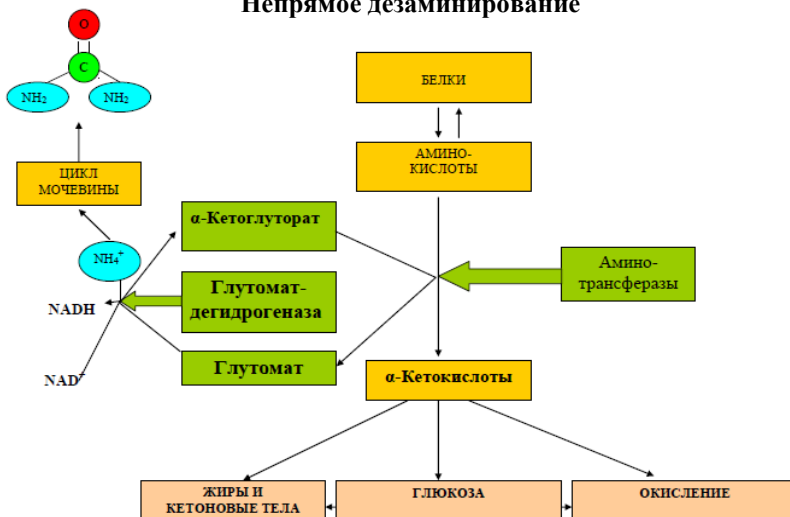 Непрямое дезаминирование
O
C
NH₂
NH₂
БЕЛКИ
АМИНО-
КИСЛОТЫ
ЦИКЛ
МОЧЕВИНЫ
α-Кетоглуторат
NH₄⁺
Глутомат-
дегидрогеназа
Амино-
трансферазы
NADH
Глутомат
NAD⁺
α-Кетокислоты
ЖИРЫ И
КЕТОНОВЫЕ ТЕЛА
ГЛЮКОЗА
ОКИСЛЕНИЕ